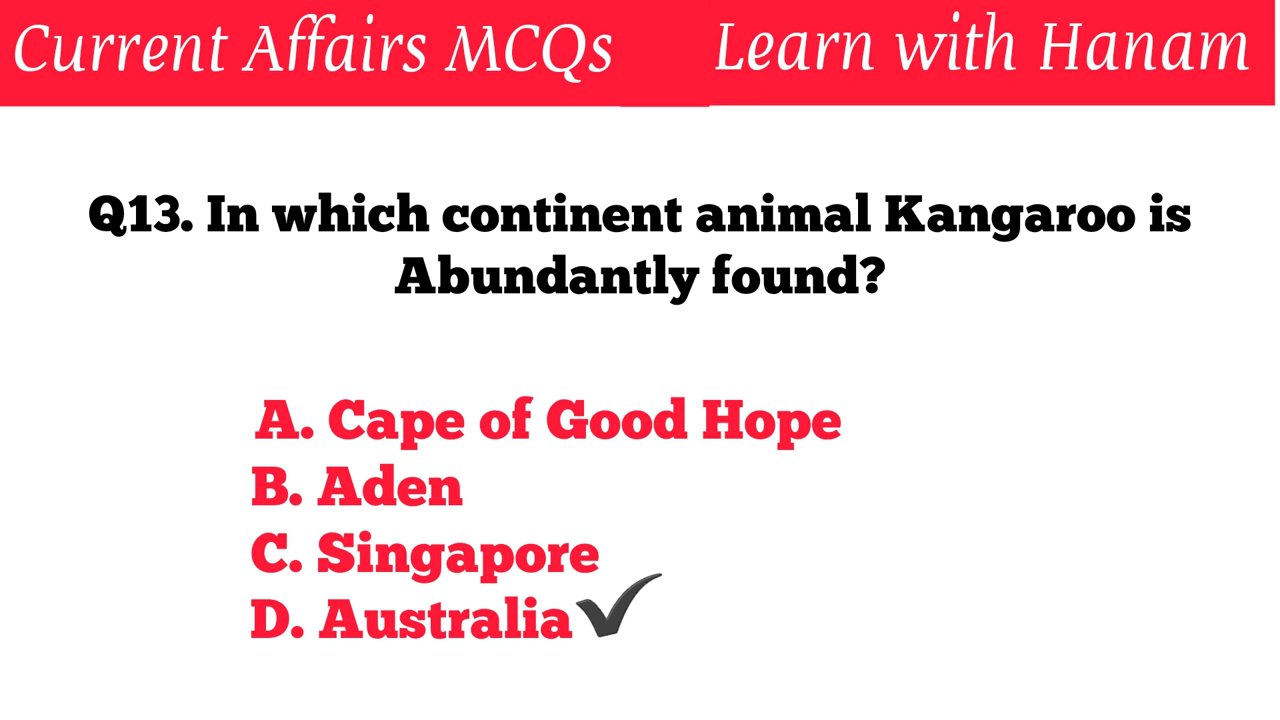 Current Affairs MCQs Learn with Hanam
Q13. In which continent animal Kangaroo is
Abundantly found?
A. Cape of Good Hope
B. Aden
C. Singapore
D. Australia✔